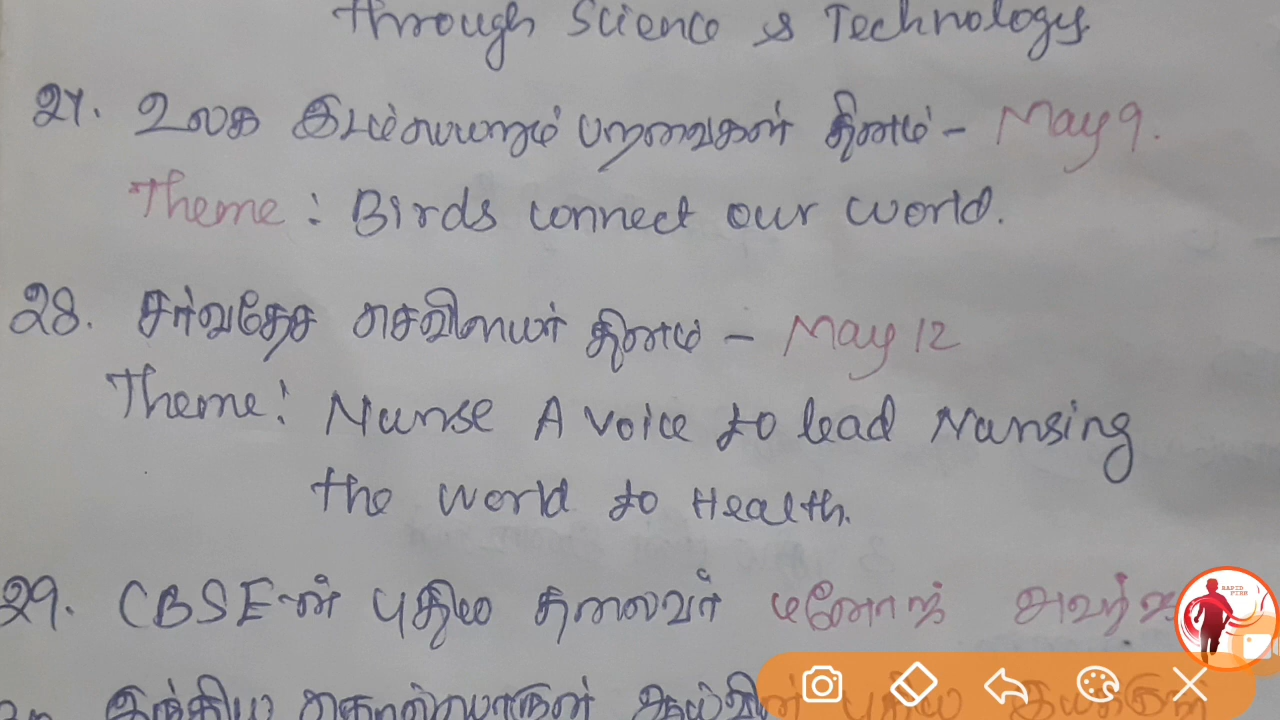 through Science & Technology.
27. உலக இடம்பெயரும் பறவைகள் தினம் - May 9.
Theme: Birds connect our world.
28. சர்வதேச செவிலியர் தினம் - May 12
Theme: Nurse A voice to lead Nursing
the world to Health.
29. CBSE-ன் புதிய தலைவர் மனோஜ்
இந்திய புதிய
RAPID